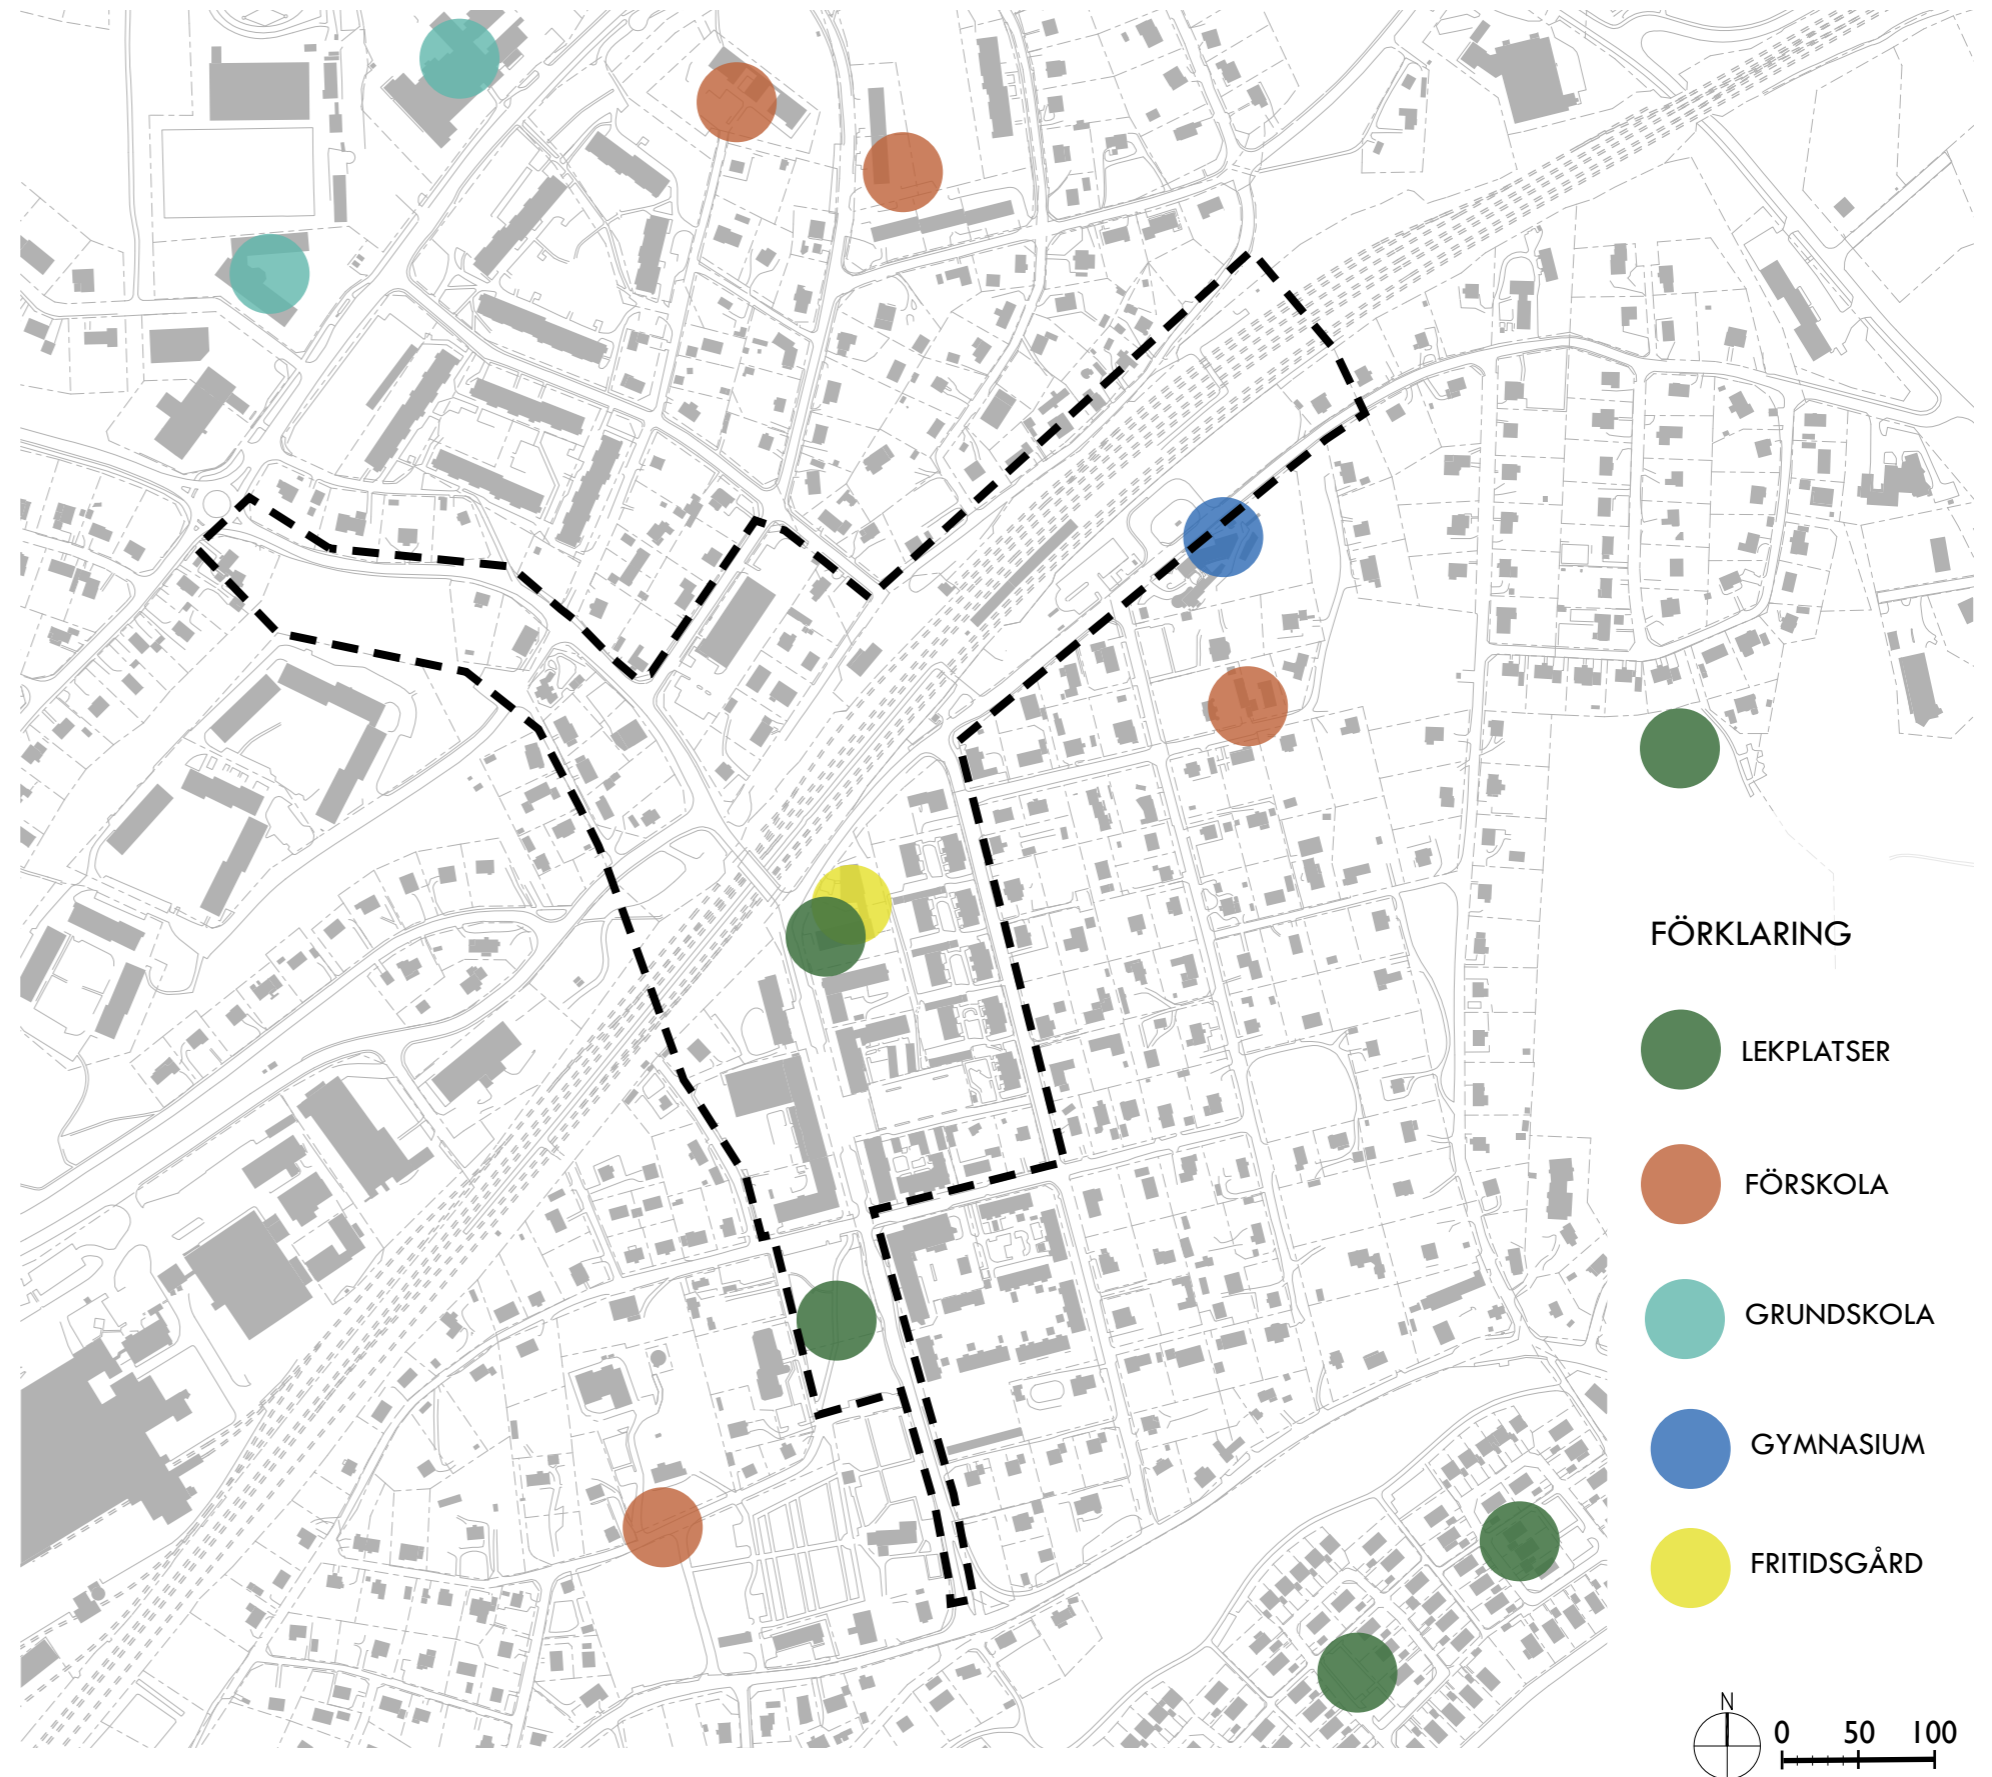 FÖRKLARING
LEKPLATSER
FÖRSKOLA
GRUNDSKOLA
GYMNASIUM
FRITIDSGÅRD
N
0 50 100